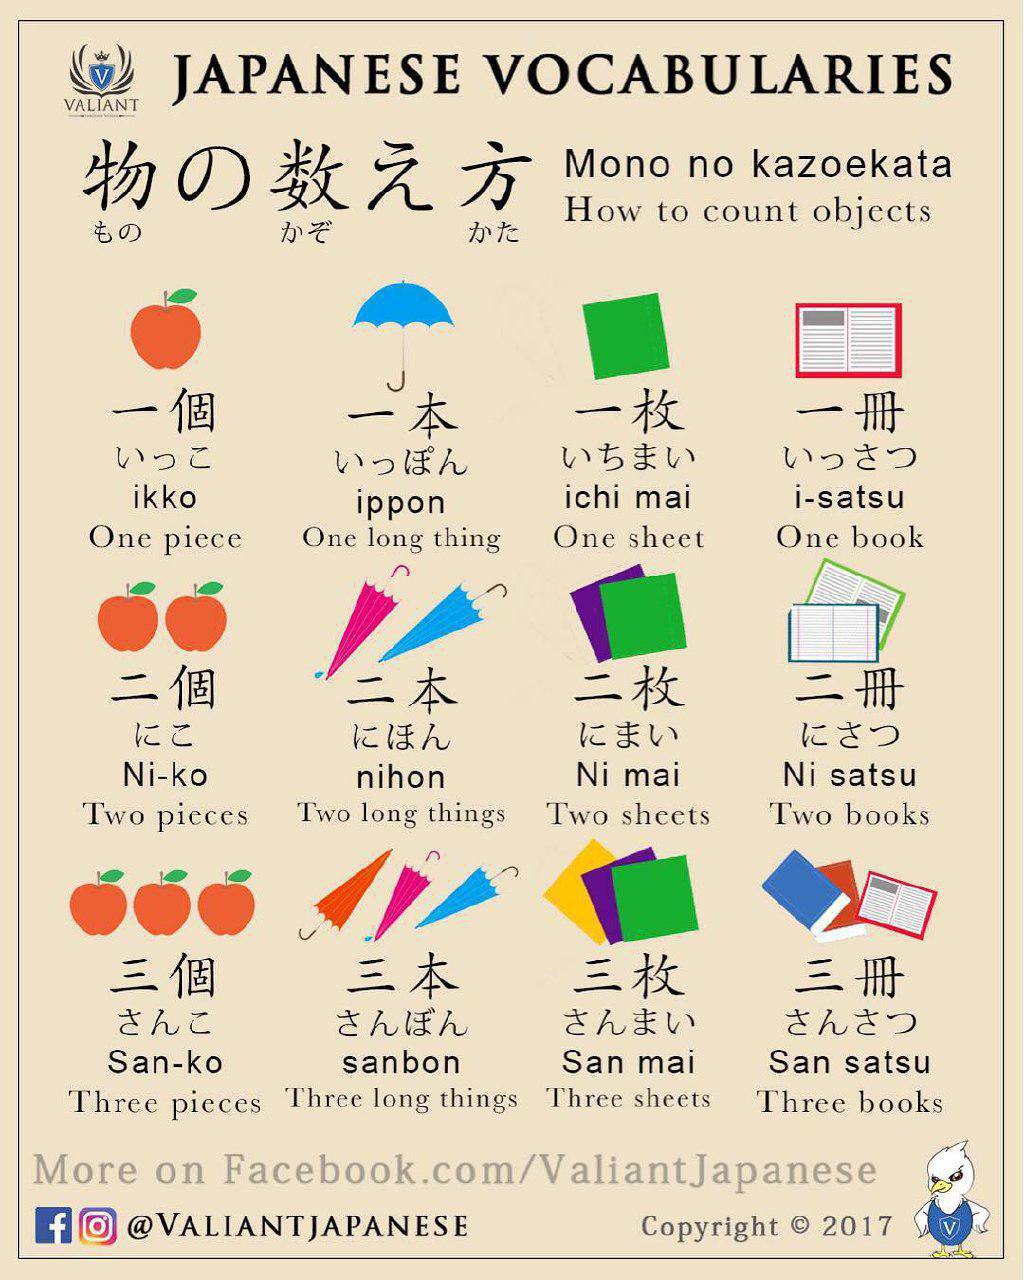 VALIANT
JAPANESE VOCABULARIES
物の数え方
もの かぞ かた
Mono no kazoekata
How to count objects
一個 一本 一枚 一冊
いっこ いっぽん いちまい いっさつ
ikko ippon ichi mai i-satsu
One piece One long thing One sheet One book
二個 二本 二枚 二冊
にこ にほん にまい にさつ
Ni-ko nihon Ni mai Ni satsu
Two pieces Two long things Two sheets Two books
三個 三本 三枚 三冊
さんこ さんぼん さんまい さんさつ
San-ko sanbon San mai San satsu
Three pieces Three long things Three sheets Three books
More on Facebook.com/ValiantJapanese
@VALIANTJAPANESE
Copyright © 2017